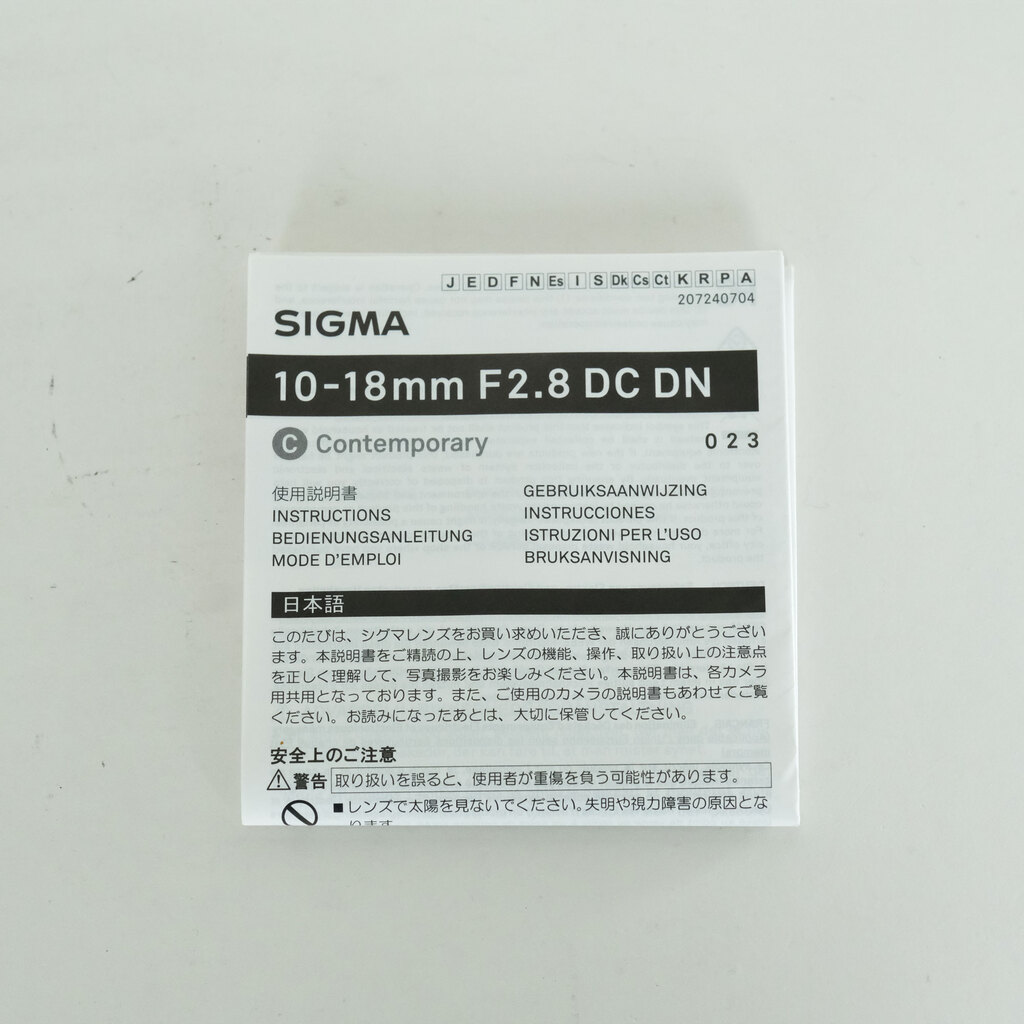 J E D F N Es I S Dk Cs Ct K R P A
207240704
SIGMA
10-18mm F2.8 DC DN
C Contemporary 023
使用説明書
INSTRUCTIONS
BEDIENUNGSANLEITUNG
MODE D'EMPLOI
GEBRUIKSAANWIJZING
INSTRUCCIONES
ISTRUZIONI PER L'USO
BRUKSANVISNING
日本語
このたびは、シグマレンズをお買い求めいただき、誠にありがとうござい
ます。本説明書をご精読の上、レンズの機能、操作、取り扱い上の注意点
を正しく理解して、写真撮影をお楽しみください。本説明書は、各カメラ
用共用となっております。また、ご使用のカメラの説明書もあわせてご覧
ください。お読みになったあとは、大切に保管してください。
安全上のご注意
警告 取り扱いを誤ると、使用者が重傷を負う可能性があります。
■レンズで太陽を見ないでください。失明や視力障害の原因とな
ります。